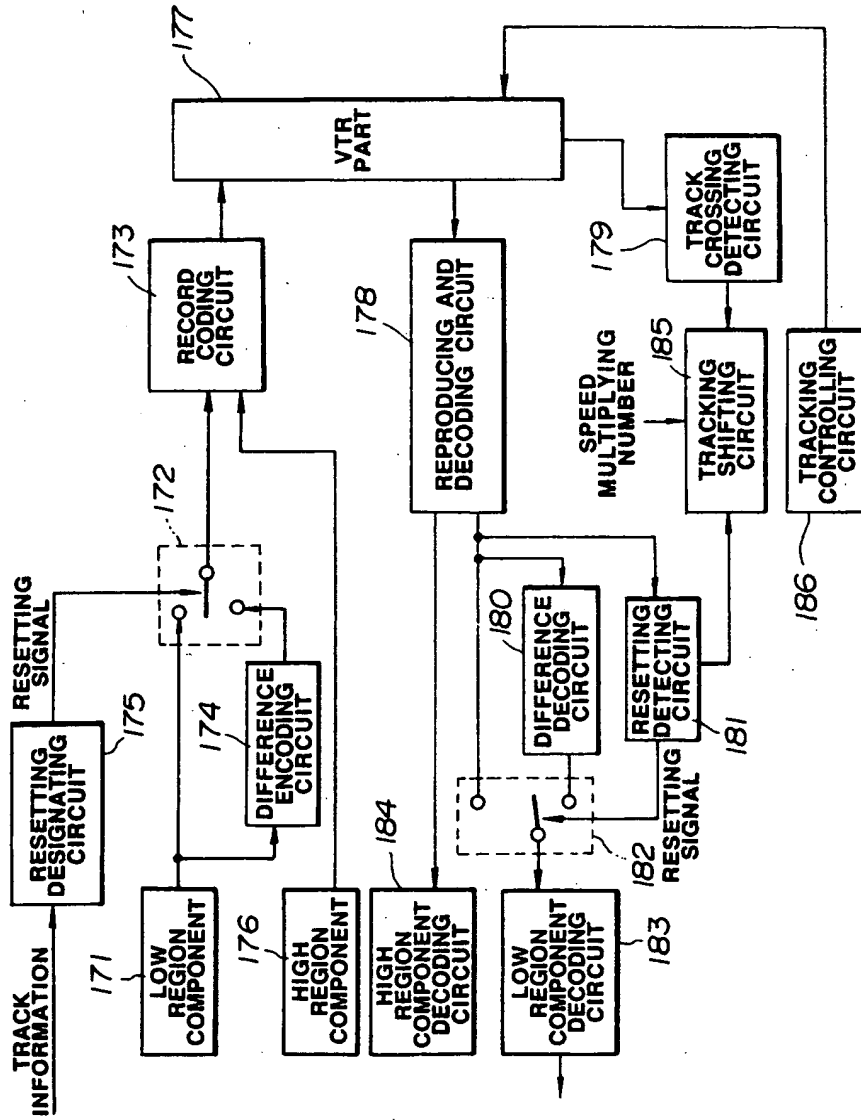 TRACK
INFORMATION
RESETTING
DESIGNATING
CIRCUIT
175
RESETTING
SIGNAL
171
LOW
REGION
COMPONENT
174
DIFFERENCE
ENCODING
CIRCUIT
172
173
RECORD
CODING
CIRCUIT
177
VTR
PART
176
HIGH
REGION
COMPONENT
184
HIGH
REGION
COMPONENT
DECODING
CIRCUIT
178
REPRODUCING AND
DECODING CIRCUIT
180
DIFFERENCE
DECODING
CIRCUIT
182
LOW
REGION
COMPONENT
DECODING
CIRCUIT
183
RESETTING
SIGNAL
RESETTING
DETECTING
CIRCUIT
181
SPEED
MULTIPLYING
NUMBER
185
TRACKING
SHIFTING
CIRCUIT
179
TRACK
CROSSING
DETECTING
CIRCUIT
186
TRACKING
CONTROLLING
CIRCUIT